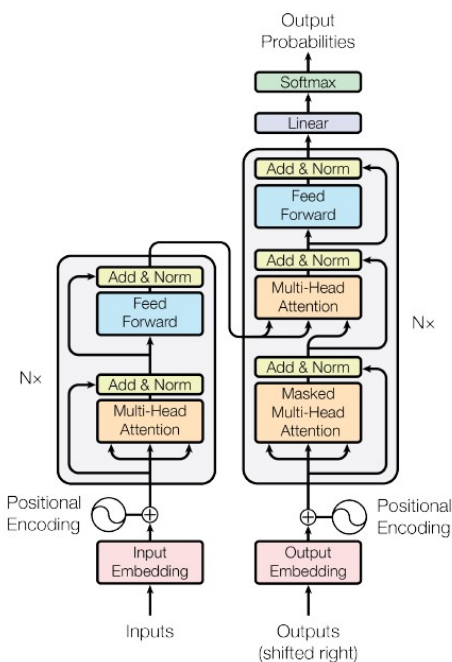 Output
Probabilities
Softmax
Linear
Add & Norm
Feed
Forward
Add & Norm
Multi-Head
Attention
Nx
Add & Norm
Masked
Multi-Head
Attention
Add & Norm
Feed
Forward
Nx
Add & Norm
Multi-Head
Attention
Positional
Encoding
Positional
Encoding
Input
Embedding
Output
Embedding
Inputs
Outputs
(shifted right)